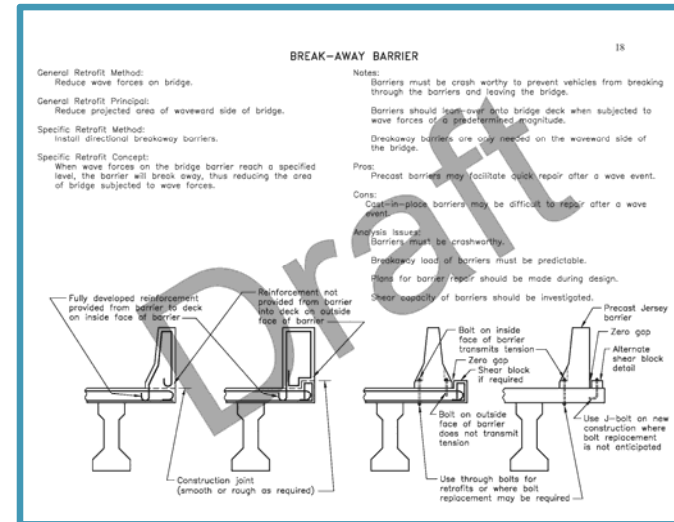 18
BREAK-AWAY BARRIER
General Retrofit Method:
Reduce wave forces on bridge.
General Retrofit Principal:
Reduce projected area of waveward side of bridge.
Specific Retrofit Method:
Install directional breakaway barriers.
Specific Retrofit Concept:
When wave forces on the bridge barrier reach a specified
level, the barrier will break away, thus reducing the area
of bridge subjected to wave forces.
Notes:
Barriers must be crash worthy to prevent vehicles from breaking
through the barriers and leaving the bridge.
Barriers should lean over onto bridge deck when subjected to
wave forces of a predetermined magnitude.
Breakaway barriers are only needed on the waveward side of
the bridge.
Pros:
Precast barriers may facilitate quick repair after a wave event.
Cons:
Cast-in-place barriers may be difficult to repair after a wave
event.
Analysis Issues:
Barriers must be crashworthy.
Breakaway load of barriers must be predictable.
Plans for barrier repair should be made during design.
Shear capacity of barriers should be investigated.
Draft
Fully developed reinforcement
provided from barrier to deck
on inside face of barrier
Reinforcement not
provided from barrier
into deck on outside
face of barrier
Construction joint
(smooth or rough as required)
Bolt on inside
face of barrier
transmits tension
Zero gap
Shear block
if required
Bolt on outside
face of barrier
does not transmit
tension
Use through bolts for
retrofits or where bolt
replacement may be required
Precast Jersey
barrier
Zero gap
Alternate
shear block
detail
Use J-bolt on new
construction where
bolt replacement
is not anticipated